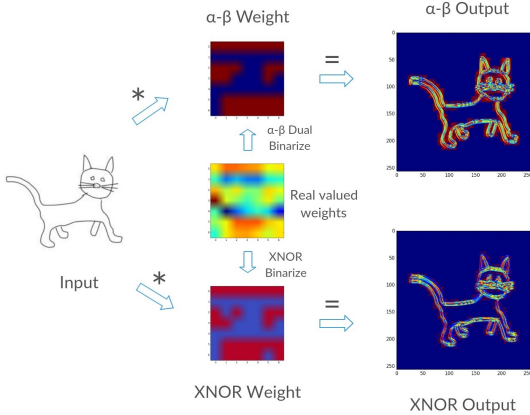 α-β Weight
α-β Output
*
=
0
50
100
150
200
250
0 50 100 150 200 250
α-β Dual
Binarize
Real valued
weights
XNOR
Binarize
Input
*
=
0
50
100
150
200
250
0 50 100 150 200 250
XNOR Weight
XNOR Output